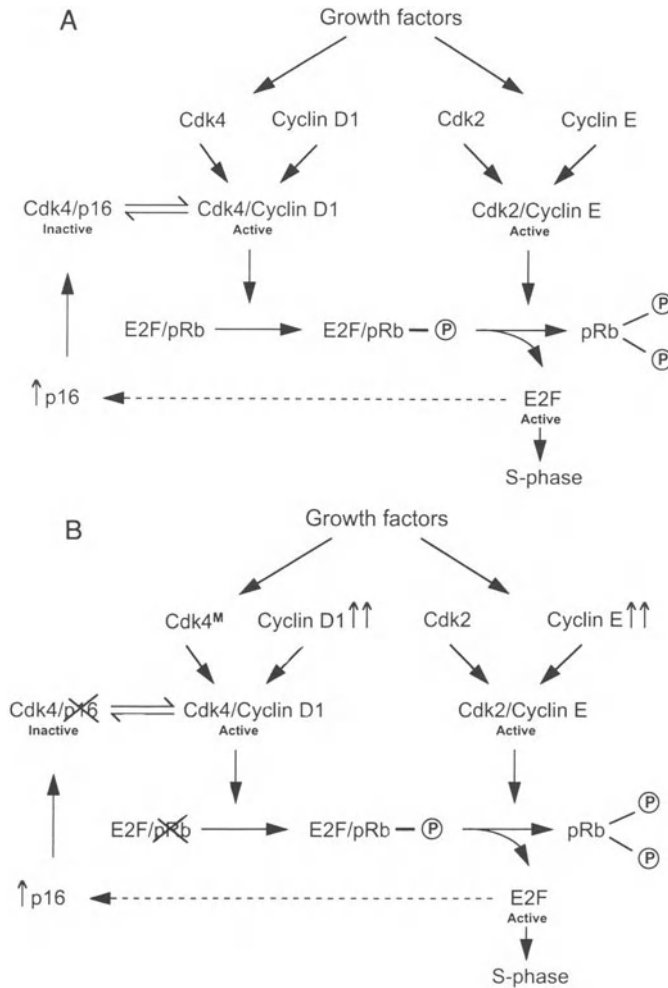 A
Growth factors
Cdk4 Cyclin D1 Cdk2 Cyclin E
Cdk4/p16 Cdk4/Cyclin D1 Cdk2/Cyclin E
Inactive Active Active
P
E2F/pRb E2F/pRb P pRb
P
↑p16 E2F
Active
S-phase
B
Growth factors
Cdk4ᴹ Cyclin D1↑↑ Cdk2 Cyclin E↑↑
Cdk4/p16 Cdk4/Cyclin D1 Cdk2/Cyclin E
Inactive Active Active
P
E2F/pRb E2F/pRb P pRb
P
↑p16 E2F
Active
S-phase